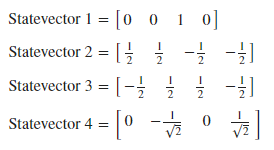 Statevector 1 = [0 0 1 0]
Statevector 2 = [1/2 1/2 -1/2 -1/2]
Statevector 3 = [-1/2 1/2 1/2 -1/2]
Statevector 4 = [0 -1/√2 0 1/√2]